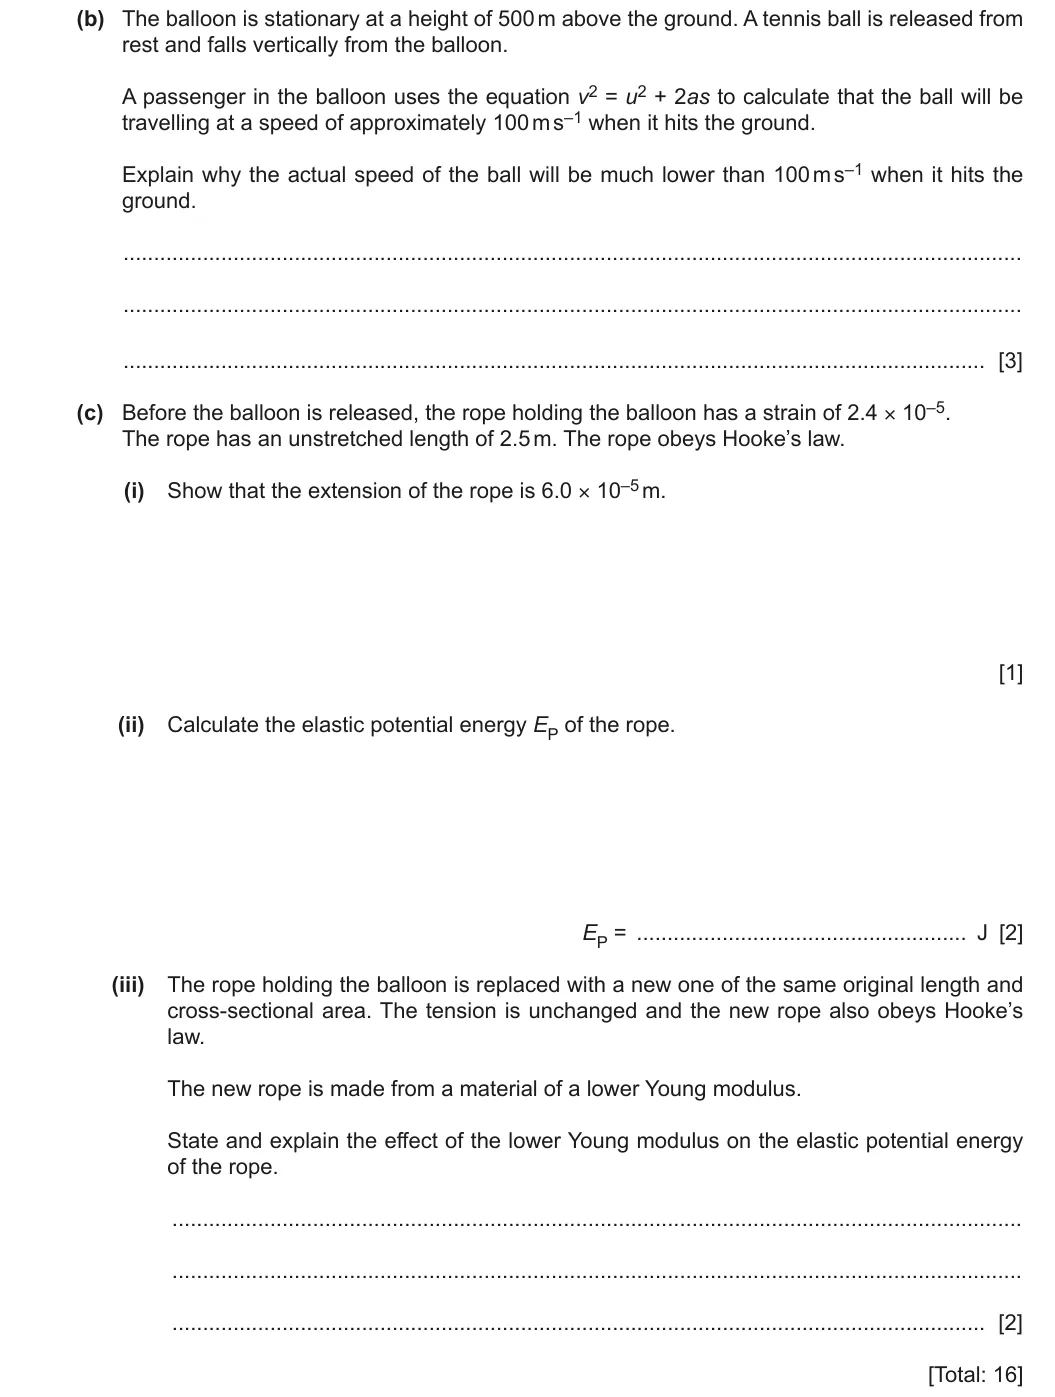 (b) The balloon is stationary at a height of 500 m above the ground. A tennis ball is released from
rest and falls vertically from the balloon.
A passenger in the balloon uses the equation v² = u² + 2as to calculate that the ball will be
travelling at a speed of approximately 100 m s⁻¹ when it hits the ground.
Explain why the actual speed of the ball will be much lower than 100 m s⁻¹ when it hits the
ground.
..........................................................................................................................................
..........................................................................................................................................
.................................................................................................................................... [3]
(c) Before the balloon is released, the rope holding the balloon has a strain of 2.4 × 10⁻⁵.
The rope has an unstretched length of 2.5 m. The rope obeys Hooke’s law.
(i) Show that the extension of the rope is 6.0 × 10⁻⁵ m.
[1]
(ii) Calculate the elastic potential energy E_P of the rope.
E_P = ...................................................... J [2]
(iii) The rope holding the balloon is replaced with a new one of the same original length and
cross-sectional area. The tension is unchanged and the new rope also obeys Hooke’s
law.
The new rope is made from a material of a lower Young modulus.
State and explain the effect of the lower Young modulus on the elastic potential energy
of the rope.
..................................................................................................................................
..................................................................................................................................
............................................................................................................................ [2]
[Total: 16]